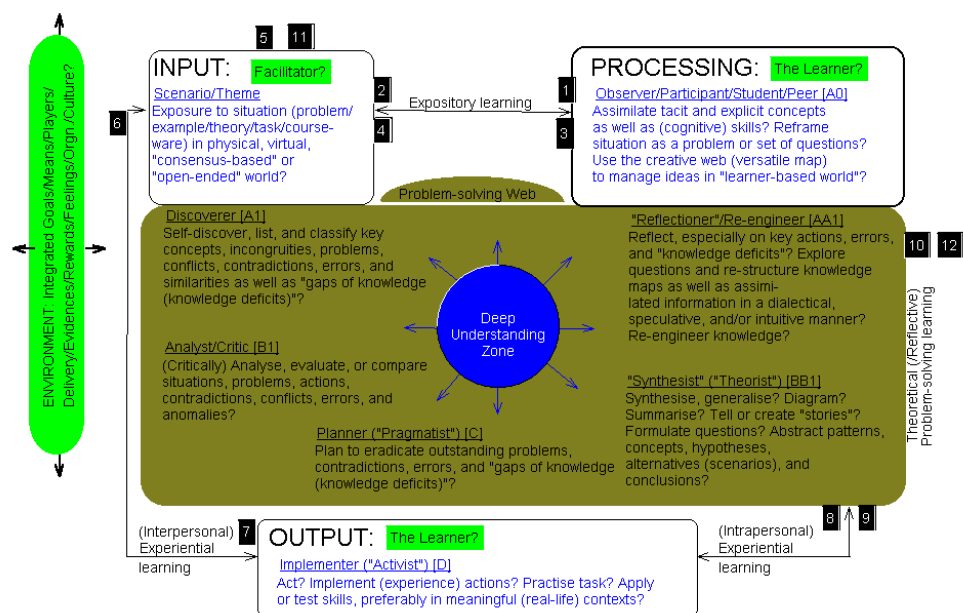 5 11
INPUT:
Facilitator?
Scenario/Theme
Exposure to situation (problem/
example/theory/task/course-
ware) in physical, virtual,
"consensus-based" or
"open-ended" world?
2
4
Expository learning
1
3
PROCESSING:
The Learner?
Observer/Participant/Student/Peer [A0]
Assimilate tacit and explicit concepts
as well as (cognitive) skills? Reframe
situation as a problem or set of questions?
Use the creative web (versatile map)
to manage ideas in "learner-based world"?
ENVIRONMENT: Integrated Goals/Means/Players/
Delivery/Evidences/Rewards/Feelings/Orgn./Culture?
6
Problem-solving Web
Discoverer [A1]
Self-discover, list, and classify key
concepts, incongruities, problems,
conflicts, contradictions, errors, and
similarities as well as "gaps of knowledge
(knowledge deficits)"?
"Reflectioner"/Re-engineer [AA1]
Reflect, especially on key actions, errors,
and "knowledge deficits"? Explore
questions and re-structure knowledge
maps as well as assimi-
lated information in a dialectical,
speculative, and/or intuitive manner?
Re-engineer knowledge?
10 12
Theoretical (/Reflective)
Problem-solving learning
Deep
Understanding
Zone
Analyst/Critic [B1]
(Critically) Analyse, evaluate, or compare
situations, problems, actions,
contradictions, conflicts, errors, and
anomalies?
"Synthesist" ("Theorist") [BB1]
Synthesise, generalise? Diagram?
Summarise? Tell or create "stories"?
Formulate questions? Abstract patterns,
concepts, hypotheses,
alternatives (scenarios), and
conclusions?
Planner ("Pragmatist") [C]
Plan to eradicate outstanding problems,
contradictions, errors, and "gaps of knowledge
(knowledge deficits)"?
(Interpersonal)
Experiential
learning
7
OUTPUT:
The Learner?
Implementer ("Activist") [D]
Act? Implement (experience) actions? Practise task? Apply
or test skills, preferably in meaningful (real-life) contexts?
8 9
(Intrapersonal)
Experiential
learning